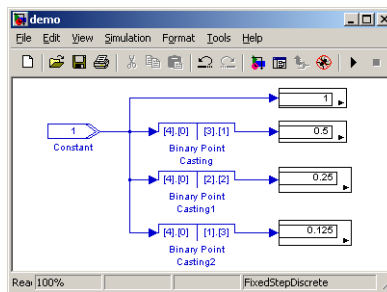 demo
File Edit View Simulation Format Tools Help
1
1
Constant
[4].[0] [3].[1]
0.5
Binary Point
Casting
[4].[0] [2].[2]
0.25
Binary Point
Casting1
[4].[0] [1].[3]
0.125
Binary Point
Casting2
Rea 100% FixedStepDiscrete